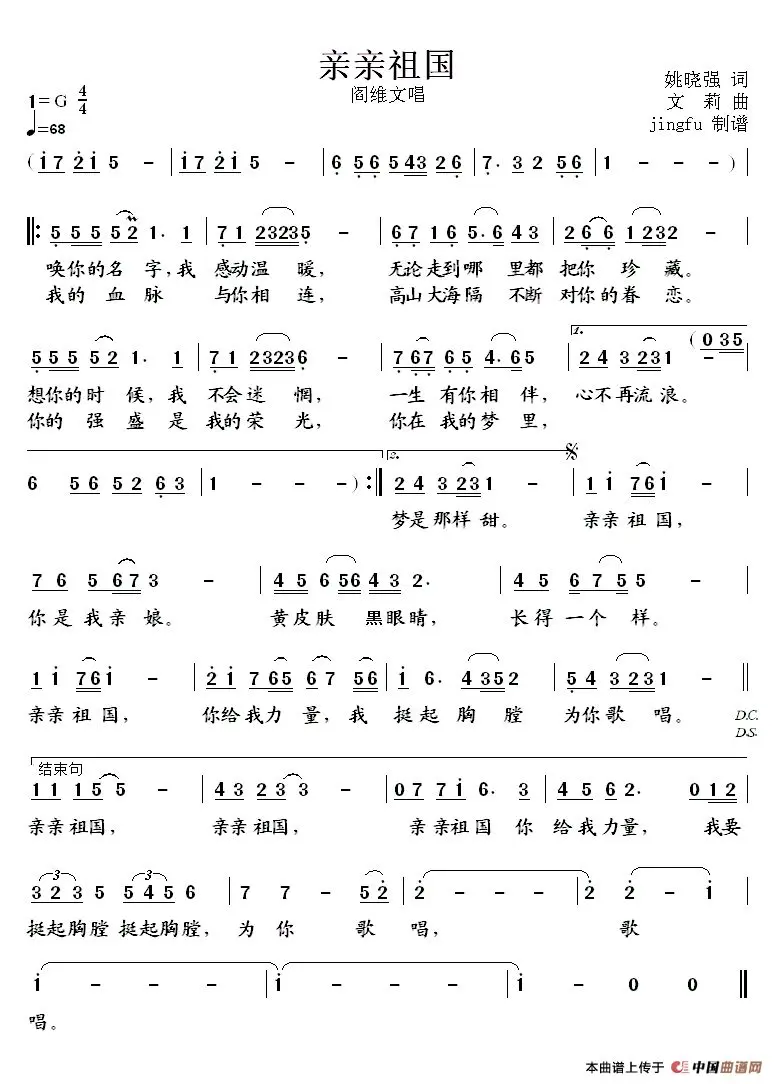 亲亲祖国
阎维文唱
姚晓强 词
文 莉 曲
jingfu 制谱
1=G 4/4
♩=68
( i 7 2 i 5 - | i 7 2 i 5 - | 6 5 6 5 4 3 2 6 | 7. 3 2 5 6 | 1 - - - ) |
5 5 5 5 2 1. 1 | 7 1 2 3 2 3 5 - | 6 7 1 6 5. 6 4 3 | 2 6 6 1 2 3 2 - |
唤你的名 字,我 感动温 暖, 无论走到哪 里都 把你 珍 藏。
我的 血 脉 与你相 连, 高山大海隔 不断 对你的眷 恋。
1.
5 5 5 5 2 1. 1 | 7 1 2 3 2 3 6 - | 7 6 7 6 5 4. 6 5 | 2 4 3 2 3 1 - ( 0 3 5 |
想你的时 候,我 不会迷 惘, 一生 有你相 伴, 心不再流 浪。
你的 强 盛 是 我的荣 光, 你在 我的梦 里,
2.
6 5 6 5 2 6 3 | 1 - - - ) :| 2 4 3 2 3 1 - | 1 i 7 6 i - |
梦是那样 甜。 亲亲 祖 国,
7 6 5 6 7 3 - | 4 5 6 5 6 4 3 2. | 4 5 6 7 5 5 - |
你是 我亲 娘。 黄皮肤 黑眼睛, 长得 一个 样。
1 i 7 6 i - | 2 i 7 6 5 6 7 5 6 | i 6. 4 3 5 2 | 5 4 3 2 3 1 - ‖
亲亲 祖 国, 你给我力 量,我 挺起 胸 膛 为你歌 唱。 D.C.
D.S.
结束句
1 1 1 5 5 - | 4 3 2 3 3 - | 0 7 7 i 6. 3 | 4 5 6 2. 0 1 2 |
亲亲祖国, 亲亲祖国, 亲亲祖国 你 给我力量, 我要
3 2 3 5 5 4 5 6 | 7 7 - 5 2 | 2 - - - | 2 2 - i |
挺起胸膛 挺起胸膛, 为 你 歌 唱, 歌
i - - - | i - - - | i - - - | i - 0 0 ‖
唱。
本曲谱上传于 中国曲谱网